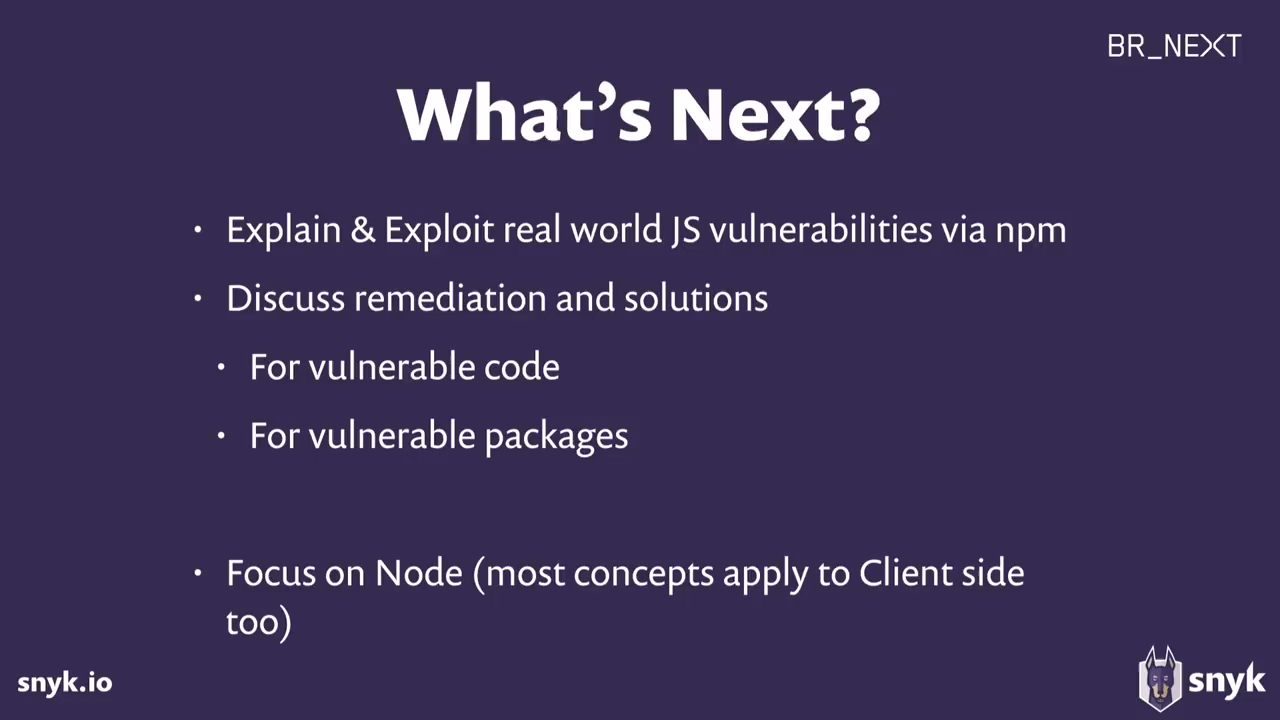 BR_NEXT
What's Next?
• Explain & Exploit real world JS vulnerabilities via npm
• Discuss remediation and solutions
• For vulnerable code
• For vulnerable packages
• Focus on Node (most concepts apply to Client side
too)
snyk.io
snyk